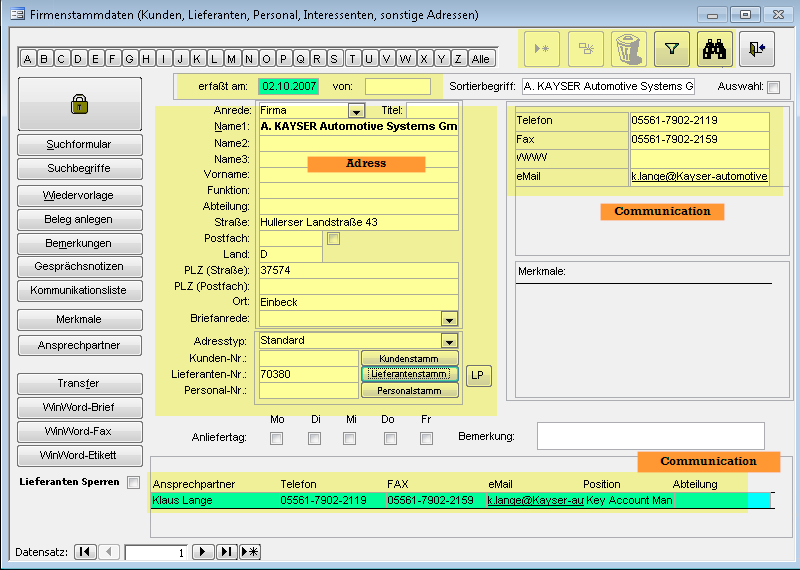 Firmenstammdaten (Kunden, Lieferanten, Personal, Interessenten, sonstige Adressen)
A B C D E F G H I J K L M N O P Q R S T U V W X Y Z Alle
erfaßt am: 02.10.2007 von: Sortierbegriff: A. KAYSER Automotive Systems G Auswahl:
Anrede: Firma Titel:
Name1: A. KAYSER Automotive Systems Gm
Name2:
Name3:
Adress
Vorname:
Funktion:
Abteilung:
Straße: Hullerser Landstraße 43
Postfach:
Land: D
PLZ (Straße): 37574
PLZ (Postfach):
Ort: Einbeck
Briefanrede:
Adresstyp: Standard
Kunden-Nr.: Kundenstamm
Lieferanten-Nr.: 70380 Lieferantenstamm LP
Personal-Nr.: Personalstamm
Telefon 05561-7902-2119
Fax 05561-7902-2159
WWW
eMail k.lange@Kayser-automotive
Communication
Merkmale:
Suchformular
Suchbegriffe
Wiedervorlage
Beleg anlegen
Bemerkungen
Gesprächsnotizen
Kommunikationsliste
Merkmale
Ansprechpartner
Transfer
WinWord-Brief
WinWord-Fax
WinWord-Etikett
Lieferanten Sperren
Mo Di Mi Do Fr
Anliefertag: Bemerkung:
Communication
Ansprechpartner Telefon FAX eMail Position Abteilung
Klaus Lange 05561-7902-2119 05561-7902-2159 k.lange@Kayser-au Key Account Man
Datensatz: 1